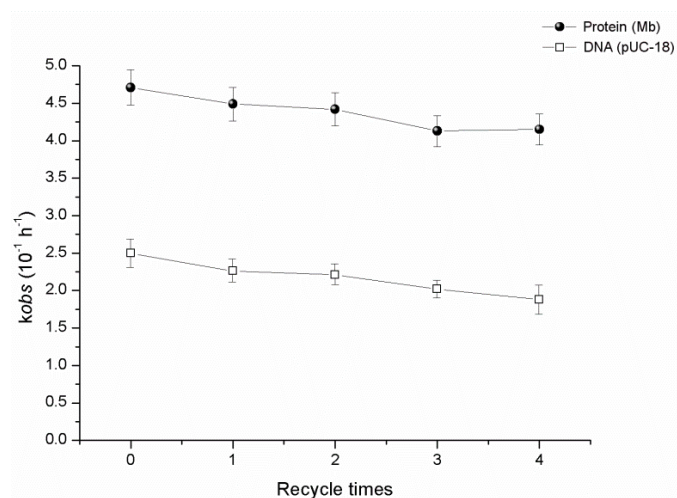 Protein (Mb)
DNA (pUC-18)
5.0
4.5
4.0
3.5
3.0
2.5
2.0
1.5
1.0
0.5
0.0
kobs (10⁻¹ h⁻¹)
0 1 2 3 4
Recycle times